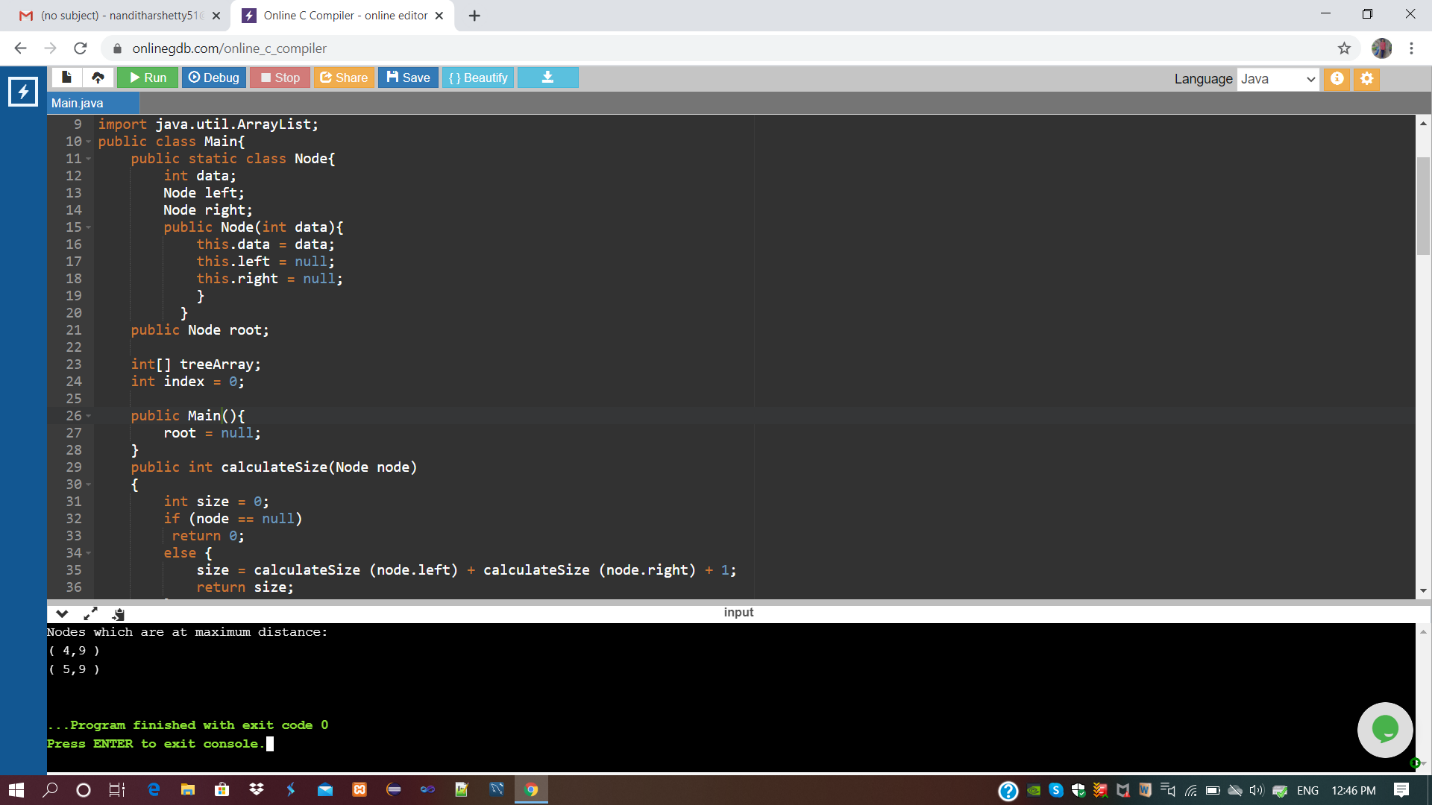 (no subject) - nanditharshetty51
Online C Compiler - online editor
onlinegdb.com/online_c_compiler
Run
Debug
Stop
Share
Save
{ } Beautify
Language Java
Main.java
9 import java.util.ArrayList;
10 public class Main{
11 public static class Node{
12 int data;
13 Node left;
14 Node right;
15 public Node(int data){
16 this.data = data;
17 this.left = null;
18 this.right = null;
19 }
20 }
21 public Node root;
22
23 int[] treeArray;
24 int index = 0;
25
26 public Main(){
27 root = null;
28 }
29 public int calculateSize(Node node)
30 {
31 int size = 0;
32 if (node == null)
33 return 0;
34 else {
35 size = calculateSize (node.left) + calculateSize (node.right) + 1;
36 return size;
input
Nodes which are at maximum distance:
( 4,9 )
( 5,9 )
...Program finished with exit code 0
Press ENTER to exit console.
ENG 12:46 PM